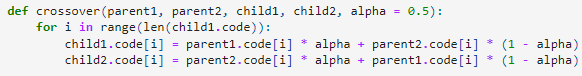 def crossover(parent1, parent2, child1, child2, alpha = 0.5):
    for i in range(len(child1.code)):
        child1.code[i] = parent1.code[i] * alpha + parent2.code[i] * (1 - alpha)
        child2.code[i] = parent2.code[i] * alpha + parent1.code[i] * (1 - alpha)